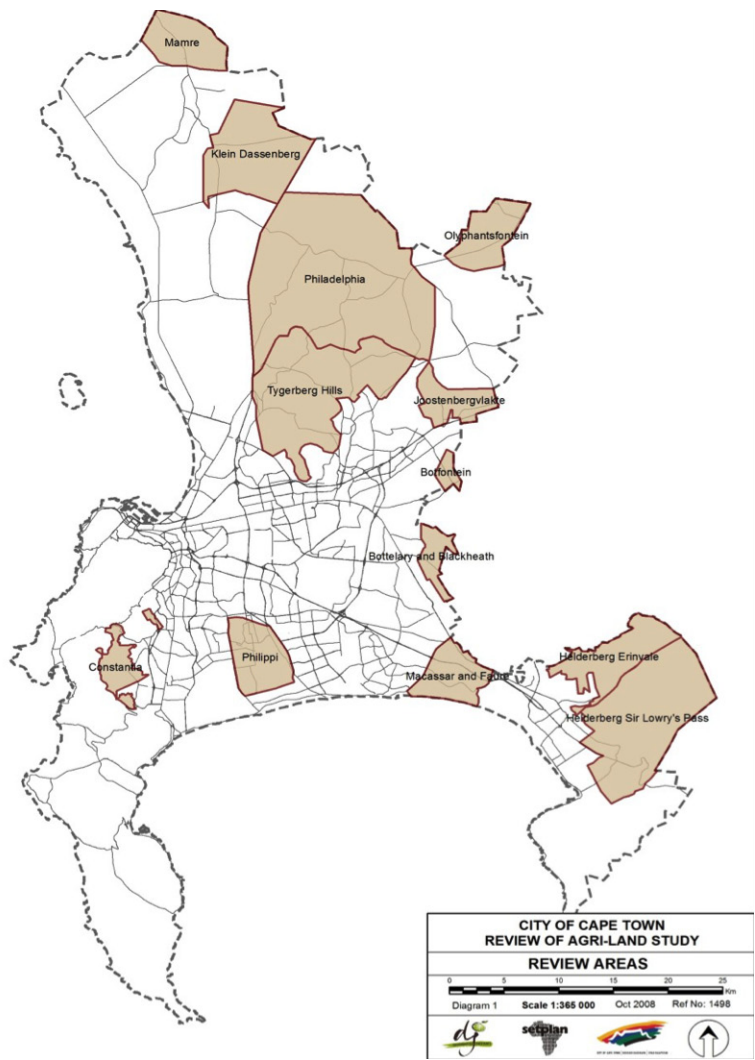 Mamre
Klein Dassenberg
Olyphantsfontein
Philadelphia
Tygerberg Hills
Joostenbergvlakte
Botfontein
Bottelary and Blackheath
Constantia
Philippi
Macassar and Faure
Helderberg Erinvale
Helderberg Sir Lowry's Pass
CITY OF CAPE TOWN
REVIEW OF AGRI-LAND STUDY
REVIEW AREAS
0 5 10 15 20 25
Km
Diagram 1 Scale 1:365 000 Oct 2008 Ref No: 1498
dj setplan